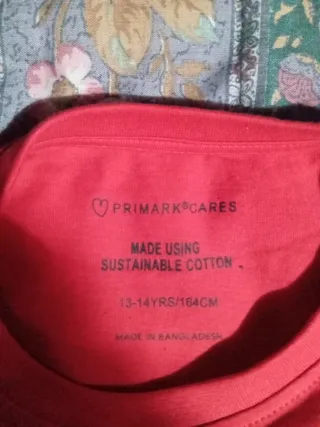 ♡ PRIMARK®CARES
MADE USING
SUSTAINABLE COTTON
13-14YRS/164CM
MADE IN BANGLADESH